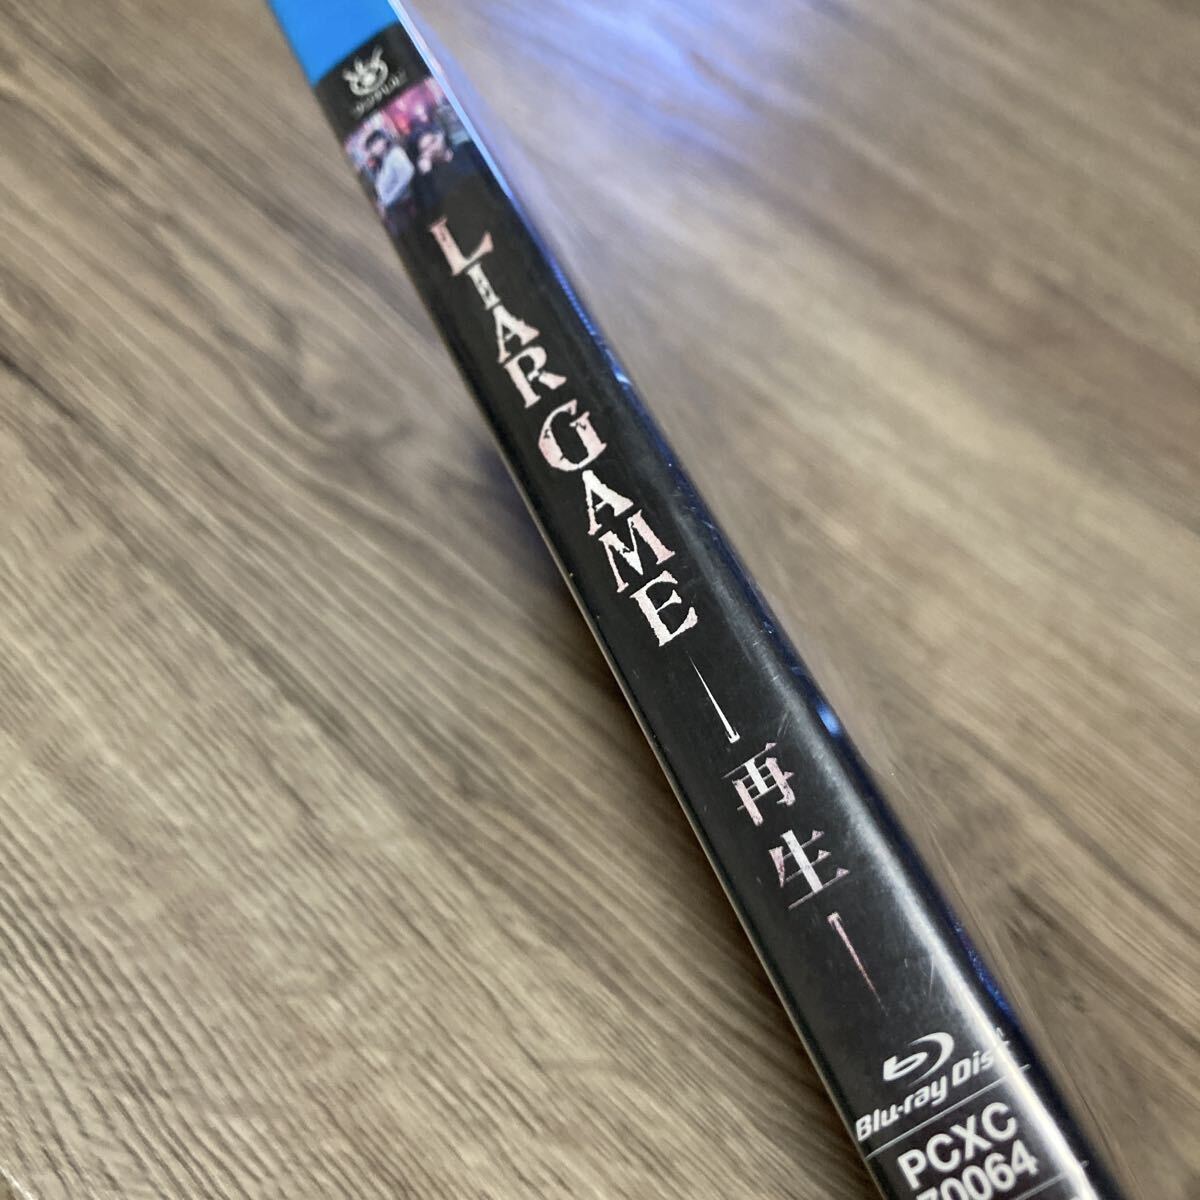 LIAR GAME
―再生―
Blu-ray Disc
PCXC
70064